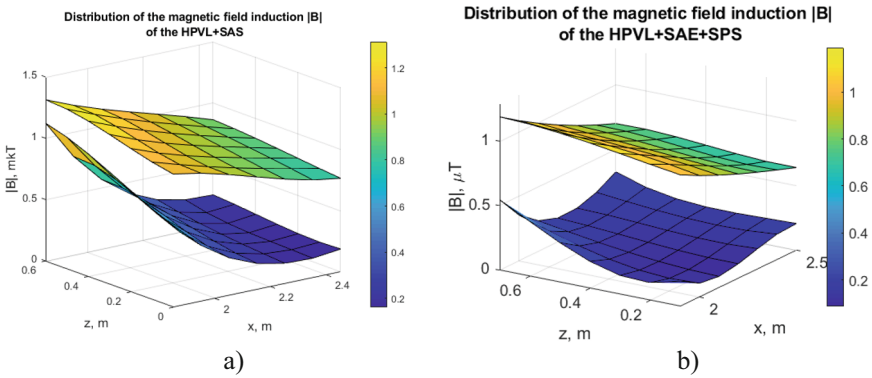 Distribution of the magnetic field induction |B|
of the HPVL+SAS
1.5
1
0.5
0
|B|, mkT
0.6
0.4
0.2
0
z, m
2
2.2
2.4
x, m
1.2
1
0.8
0.6
0.4
0.2
a)
Distribution of the magnetic field induction |B|
of the HPVL+SAE+SPS
1
0.5
0
|B|, μT
0.6
0.4
0.2
z, m
2
2.5
x, m
1
0.8
0.6
0.4
0.2
b)